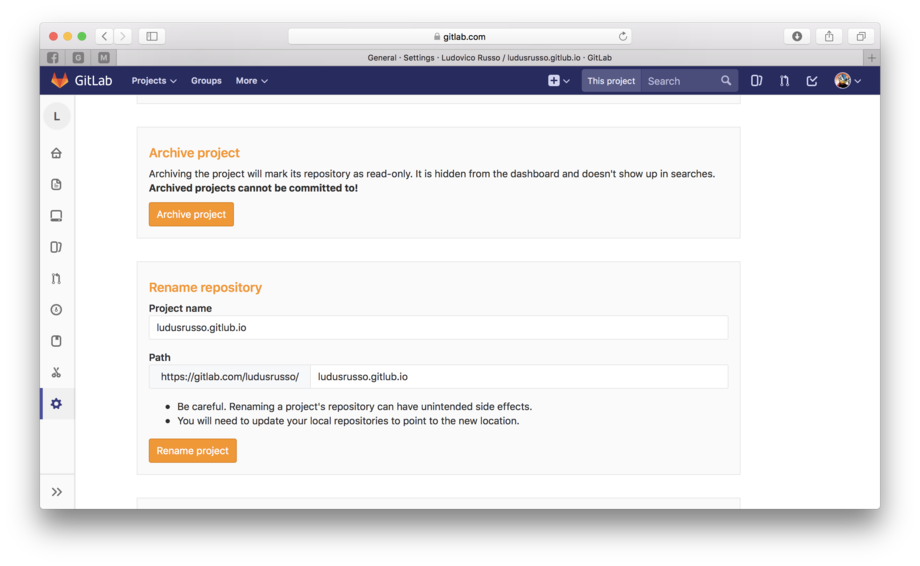 gitlab.com
f G M General · Settings · Ludovico Russo / ludusrusso.gitlub.io · GitLab
GitLab Projects Groups More This project Search
L
Archive project
Archiving the project will mark its repository as read-only. It is hidden from the dashboard and doesn't show up in searches.
Archived projects cannot be committed to!
Archive project
Rename repository
Project name
ludusrusso.gitlub.io
Path
https://gitlab.com/ludusrusso/ ludusrusso.gitlub.io
• Be careful. Renaming a project's repository can have unintended side effects.
• You will need to update your local repositories to point to the new location.
Rename project